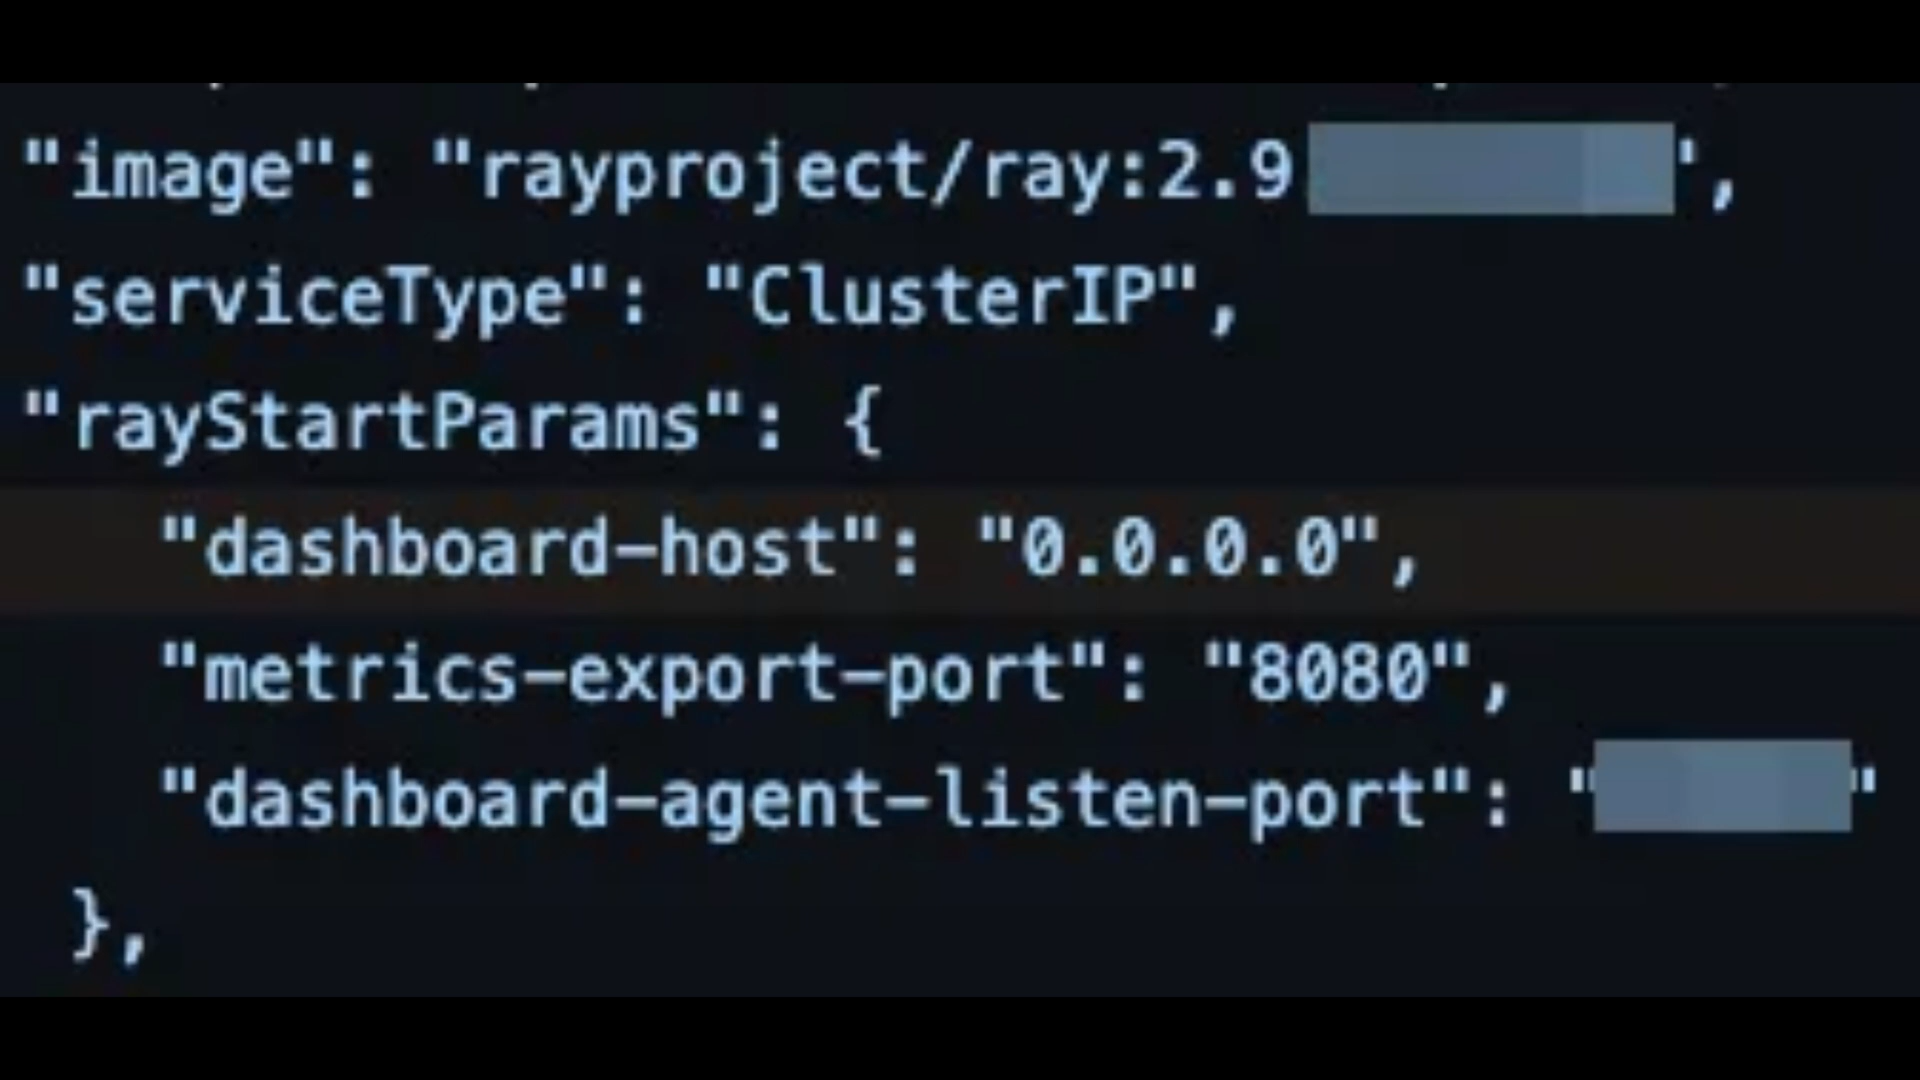 "image": "rayproject/ray:2.9 ",
"serviceType": "ClusterIP",
"rayStartParams": {
"dashboard-host": "0.0.0.0",
"metrics-export-port": "8080",
"dashboard-agent-listen-port": " "
},